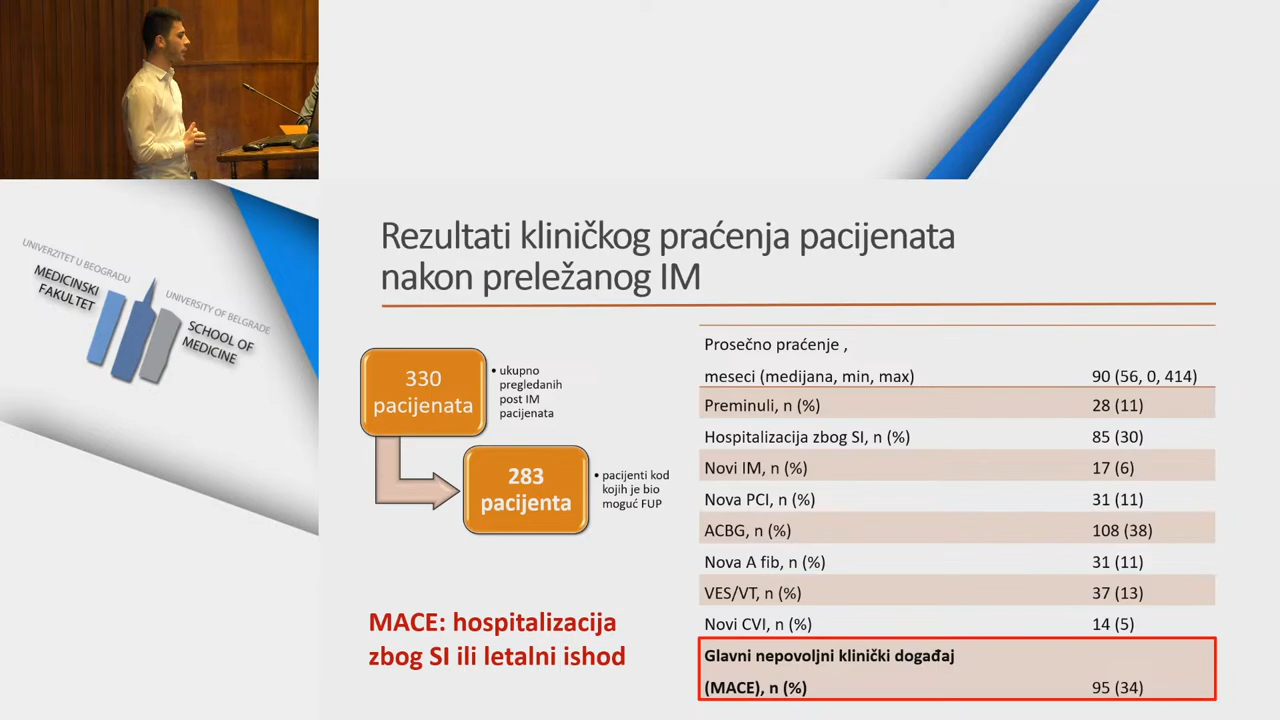 UNIVERZITET U BEOGRADU
MEDICINSKI
FAKULTET
UNIVERSITY OF BELGRADE
SCHOOL OF
MEDICINE
Rezultati kliničkog praćenja pacijenata
nakon preležanog IM
330
pacijenata
• ukupno
pregledanih
post IM
pacijenata
283
pacijenta
• pacijenti kod
kojih je bio
moguć FUP
MACE: hospitalizacija
zbog SI ili letalni ishod
Prosečno praćenje ,
meseci (medijana, min, max) 90 (56, 0, 414)
Preminuli, n (%) 28 (11)
Hospitalizacija zbog SI, n (%) 85 (30)
Novi IM, n (%) 17 (6)
Nova PCI, n (%) 31 (11)
ACBG, n (%) 108 (38)
Nova A fib, n (%) 31 (11)
VES/VT, n (%) 37 (13)
Novi CVI, n (%) 14 (5)
Glavni nepovoljni klinički događaj
(MACE), n (%) 95 (34)